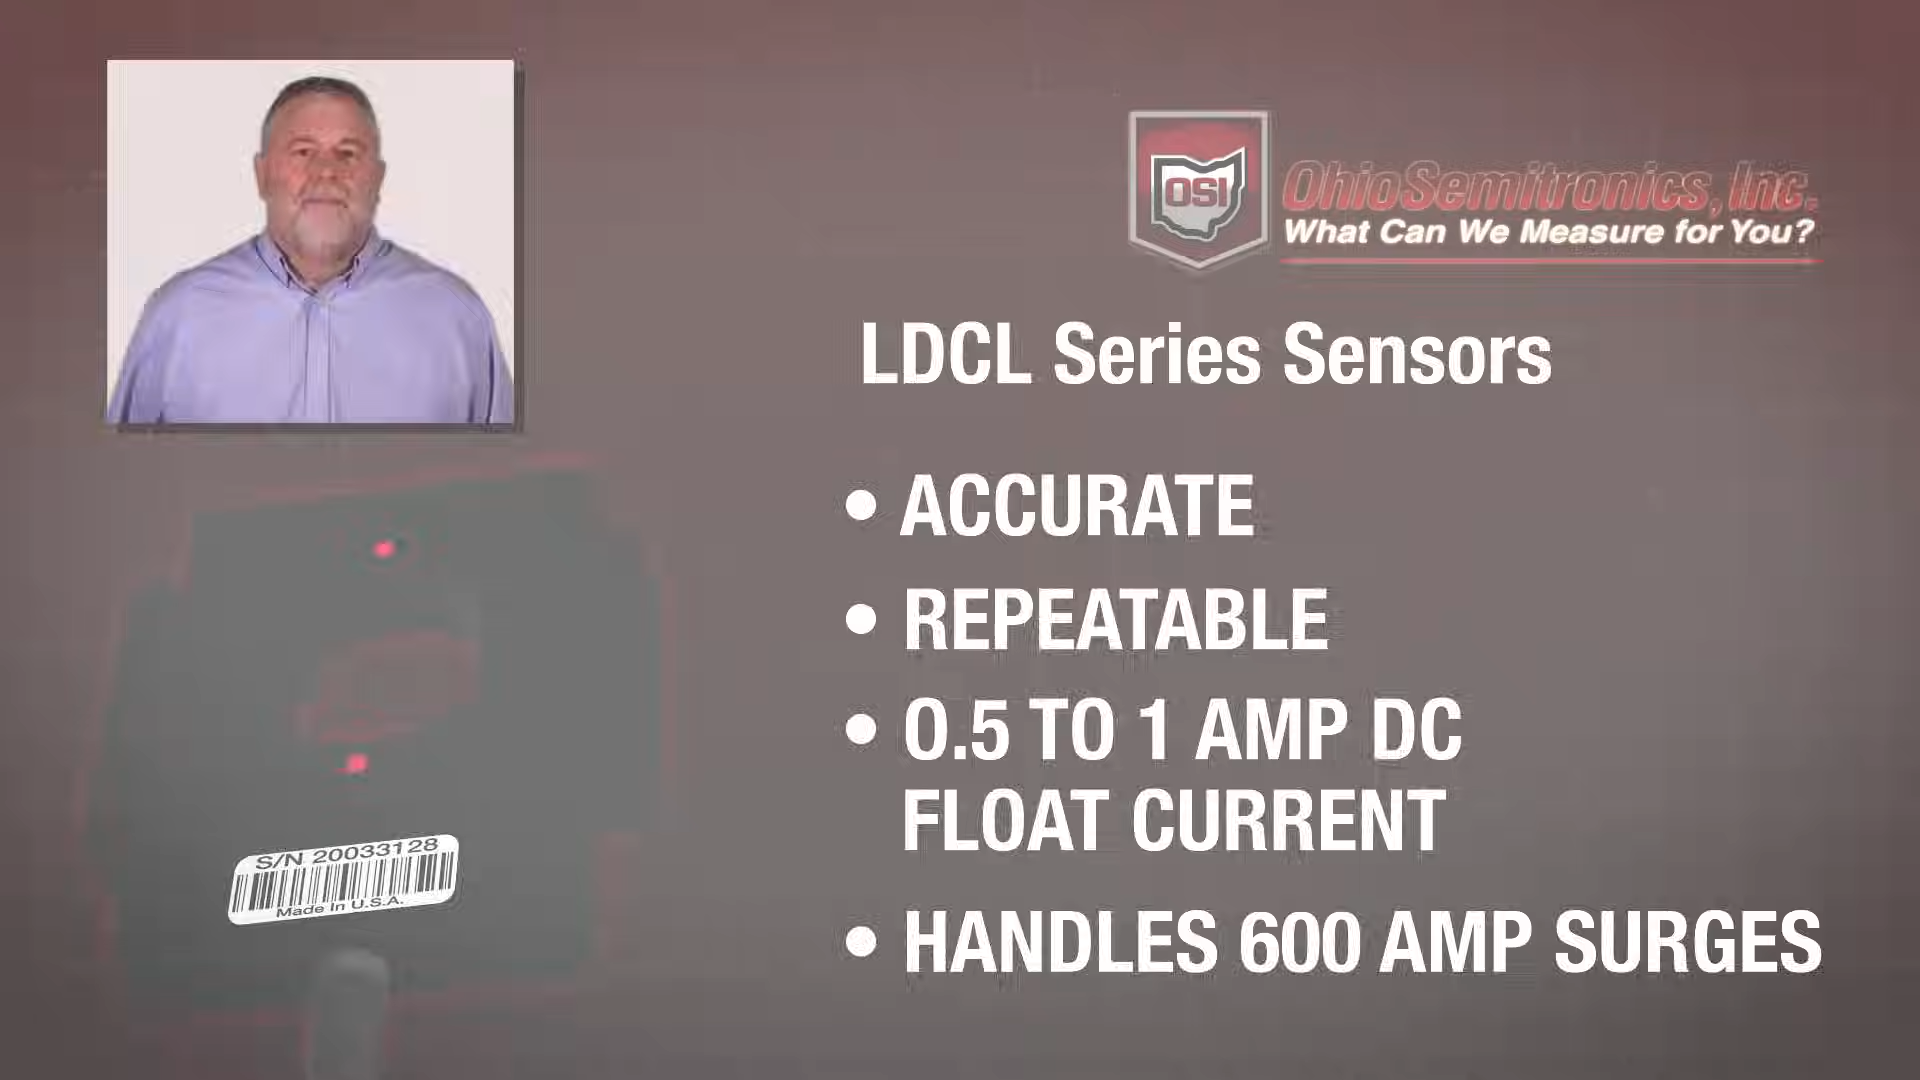 OSI
OhioSemitronics, Inc.
What Can We Measure for You?
LDCL Series Sensors
• ACCURATE
• REPEATABLE
• 0.5 TO 1 AMP DC
FLOAT CURRENT
• HANDLES 600 AMP SURGES
S/N 20033128
Made In U.S.A.